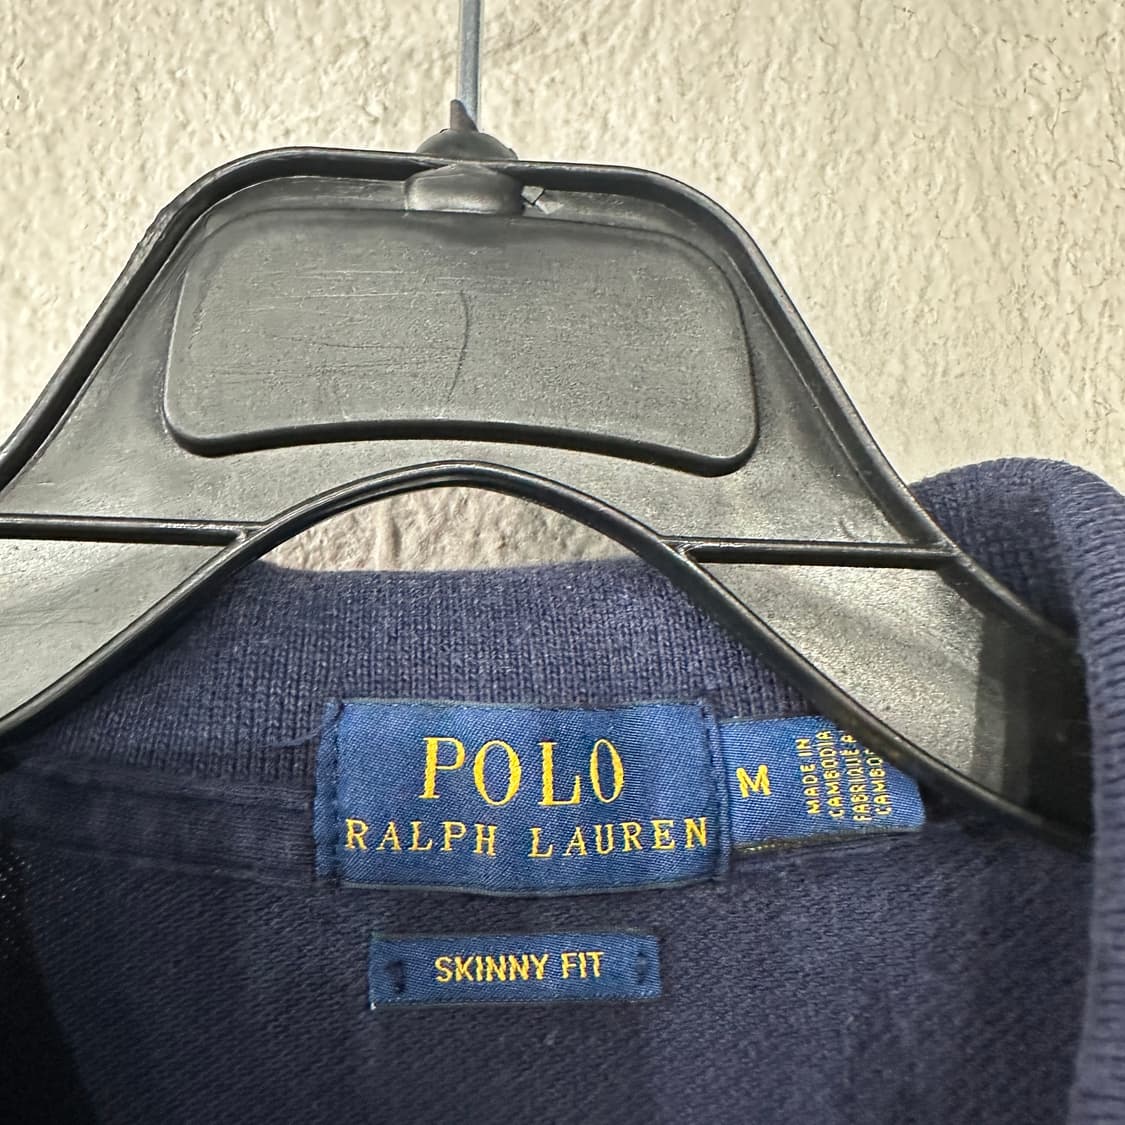 POLO
RALPH LAUREN
M
MADE IN
CAMBODIA
SKINNY FIT